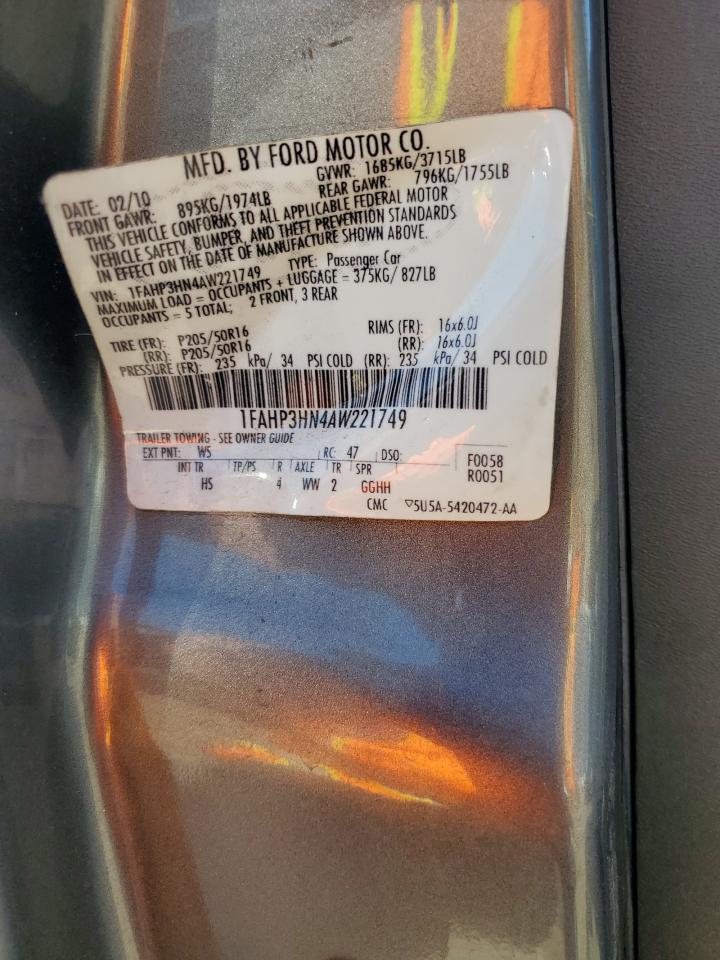 MFD. BY FORD MOTOR CO.
DATE: 02/10 GVWR: 1685KG/3715LB
FRONT GAWR: 895KG/1974LB REAR GAWR: 796KG/1755LB
THIS VEHICLE CONFORMS TO ALL APPLICABLE FEDERAL MOTOR
VEHICLE SAFETY, BUMPER, AND THEFT PREVENTION STANDARDS
IN EFFECT ON THE DATE OF MANUFACTURE SHOWN ABOVE.
VIN: 1FAHP3HN4AW221749 TYPE: Passenger Car
MAXIMUM LOAD = OCCUPANTS + LUGGAGE = 375KG/ 827LB
OCCUPANTS = 5 TOTAL; 2 FRONT, 3 REAR
TIRE (FR): P205/50R16 RIMS (FR): 16x6.0J
(RR): P205/50R16 (RR): 16x6.0J
PRESSURE (FR): 235 kPa/ 34 PSI COLD (RR): 235 kPa/ 34 PSI COLD
1FAHP3HN4AW221749
TRAILER TOWING - SEE OWNER GUIDE
EXT PNT: WS RC: 47 DSO: F0058
INT TR TP/PS R AXLE TR SPR R0051
HS 4 WW 2 GGHH
CMC ▽5U5A-5420472-AA